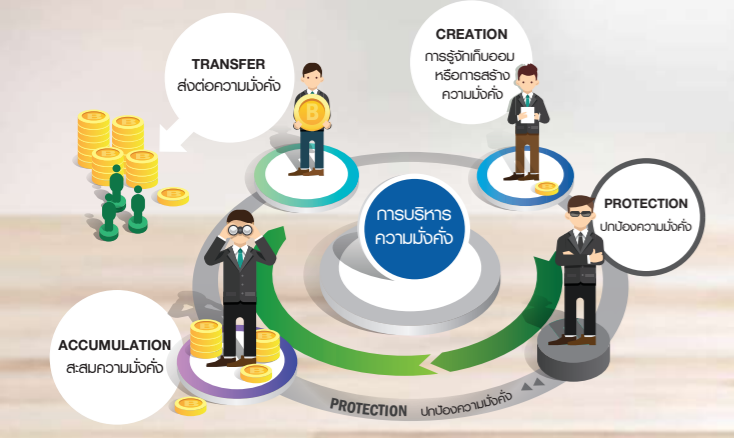 TRANSFER
ส่งต่อความมั่งคั่ง
CREATION
การรู้จักเก็บออม
หรือการสร้าง
ความมั่งคั่ง
PROTECTION
ปกป้องความมั่งคั่ง
การบริหาร
ความมั่งคั่ง
ACCUMULATION
สะสมความมั่งคั่ง
PROTECTION ปกป้องความมั่งคั่ง
B